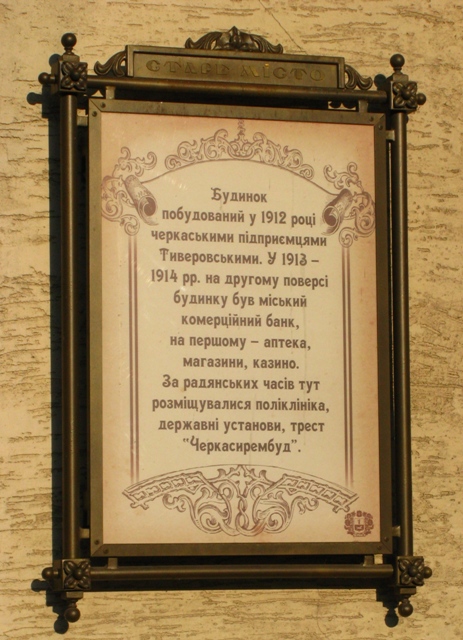 СТАРЕ МІСТО
Будинок
побудований у 1912 році
черкаськими підприємцями
Тиверовськими. У 1913 –
1914 рр. на другому поверсі
будинку був міський
комерційний банк,
на першому – аптека,
магазини, казино.
За радянських часів тут
розміщувалися поліклініка,
державні установи, трест
“Черкасирембуд”.